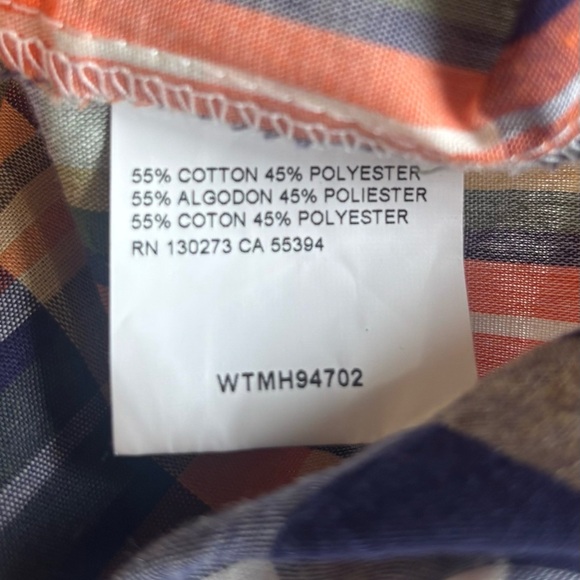 55% COTTON 45% POLYESTER
55% ALGODON 45% POLIESTER
55% COTON 45% POLYESTER
RN 130273 CA 55394
WTMH94702